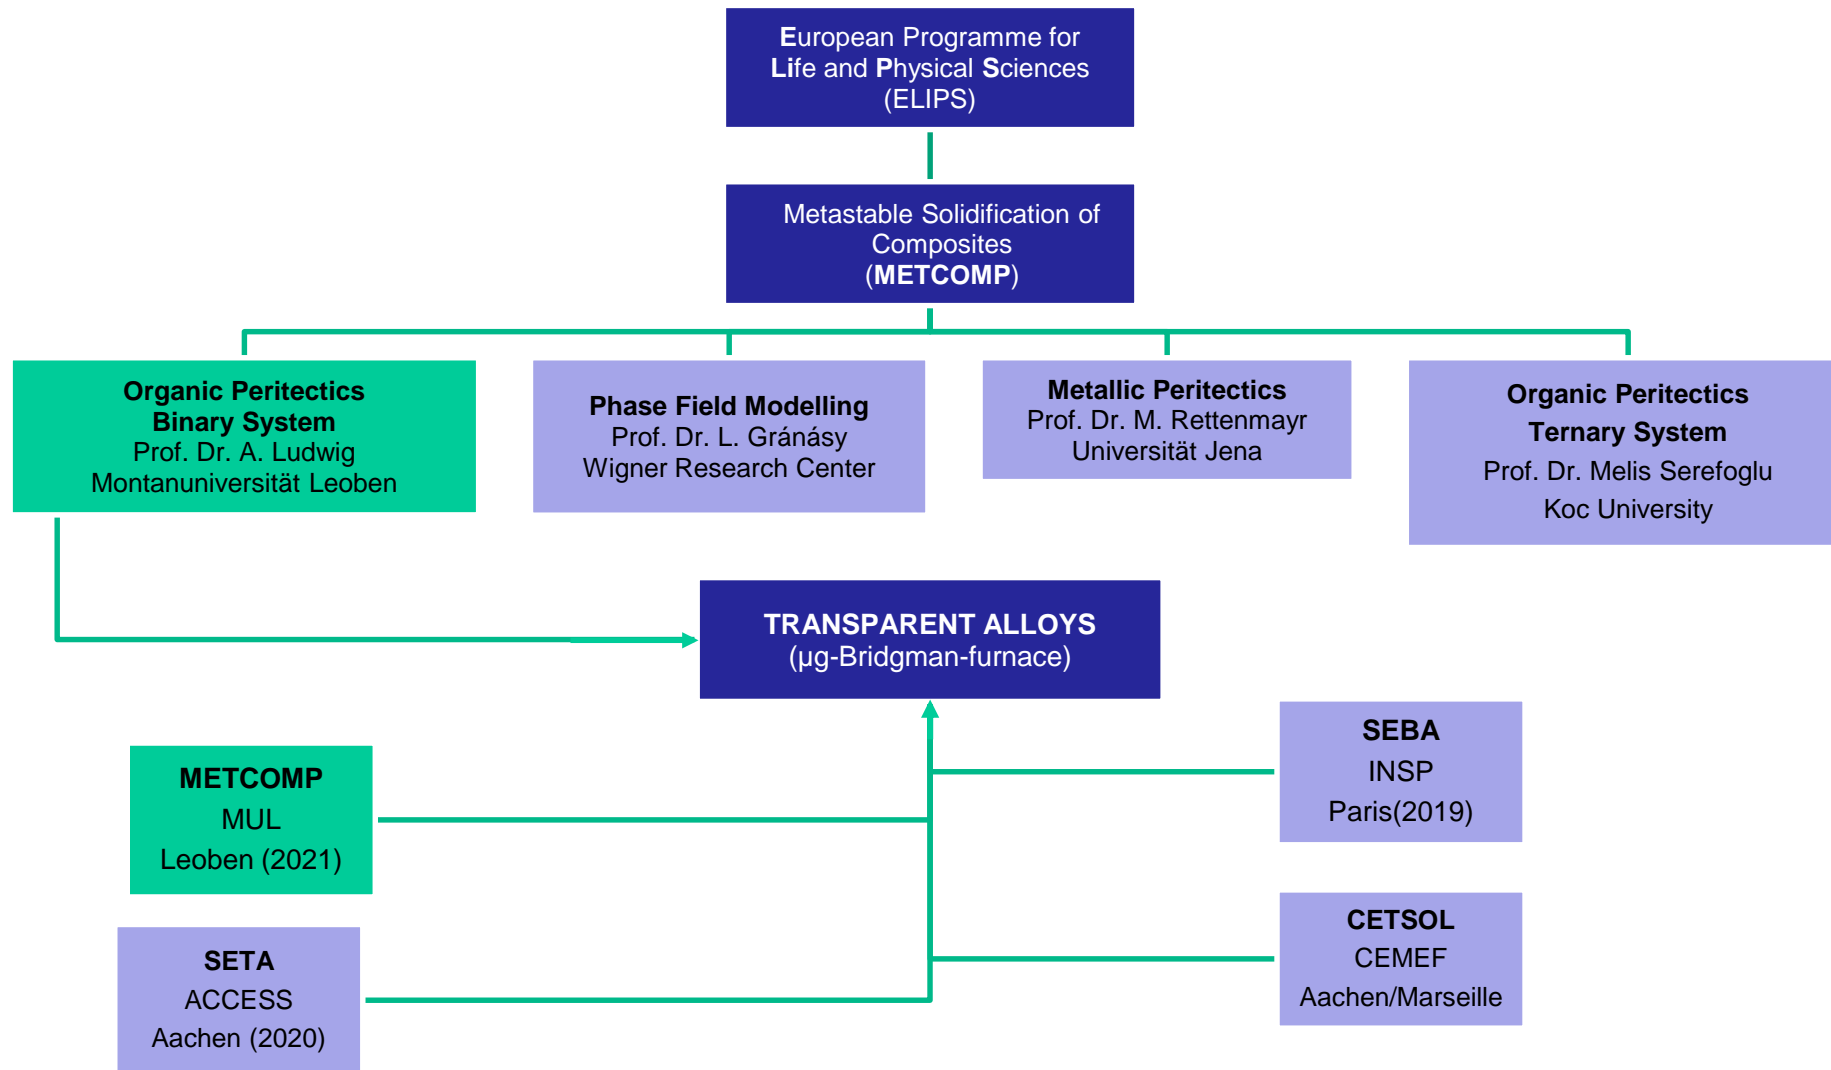 European Programme for
Life and Physical Sciences
(ELIPS)
Metastable Solidification of
Composites
(METCOMP)
Organic Peritectics
Binary System
Prof. Dr. A. Ludwig
Montanuniversität Leoben
Phase Field Modelling
Prof. Dr. L. Gránásy
Wigner Research Center
Metallic Peritectics
Prof. Dr. M. Rettenmayr
Universität Jena
Organic Peritectics
Ternary System
Prof. Dr. Melis Serefoglu
Koc University
TRANSPARENT ALLOYS
(µg-Bridgman-furnace)
METCOMP
MUL
Leoben (2021)
SEBA
INSP
Paris(2019)
SETA
ACCESS
Aachen (2020)
CETSOL
CEMEF
Aachen/Marseille